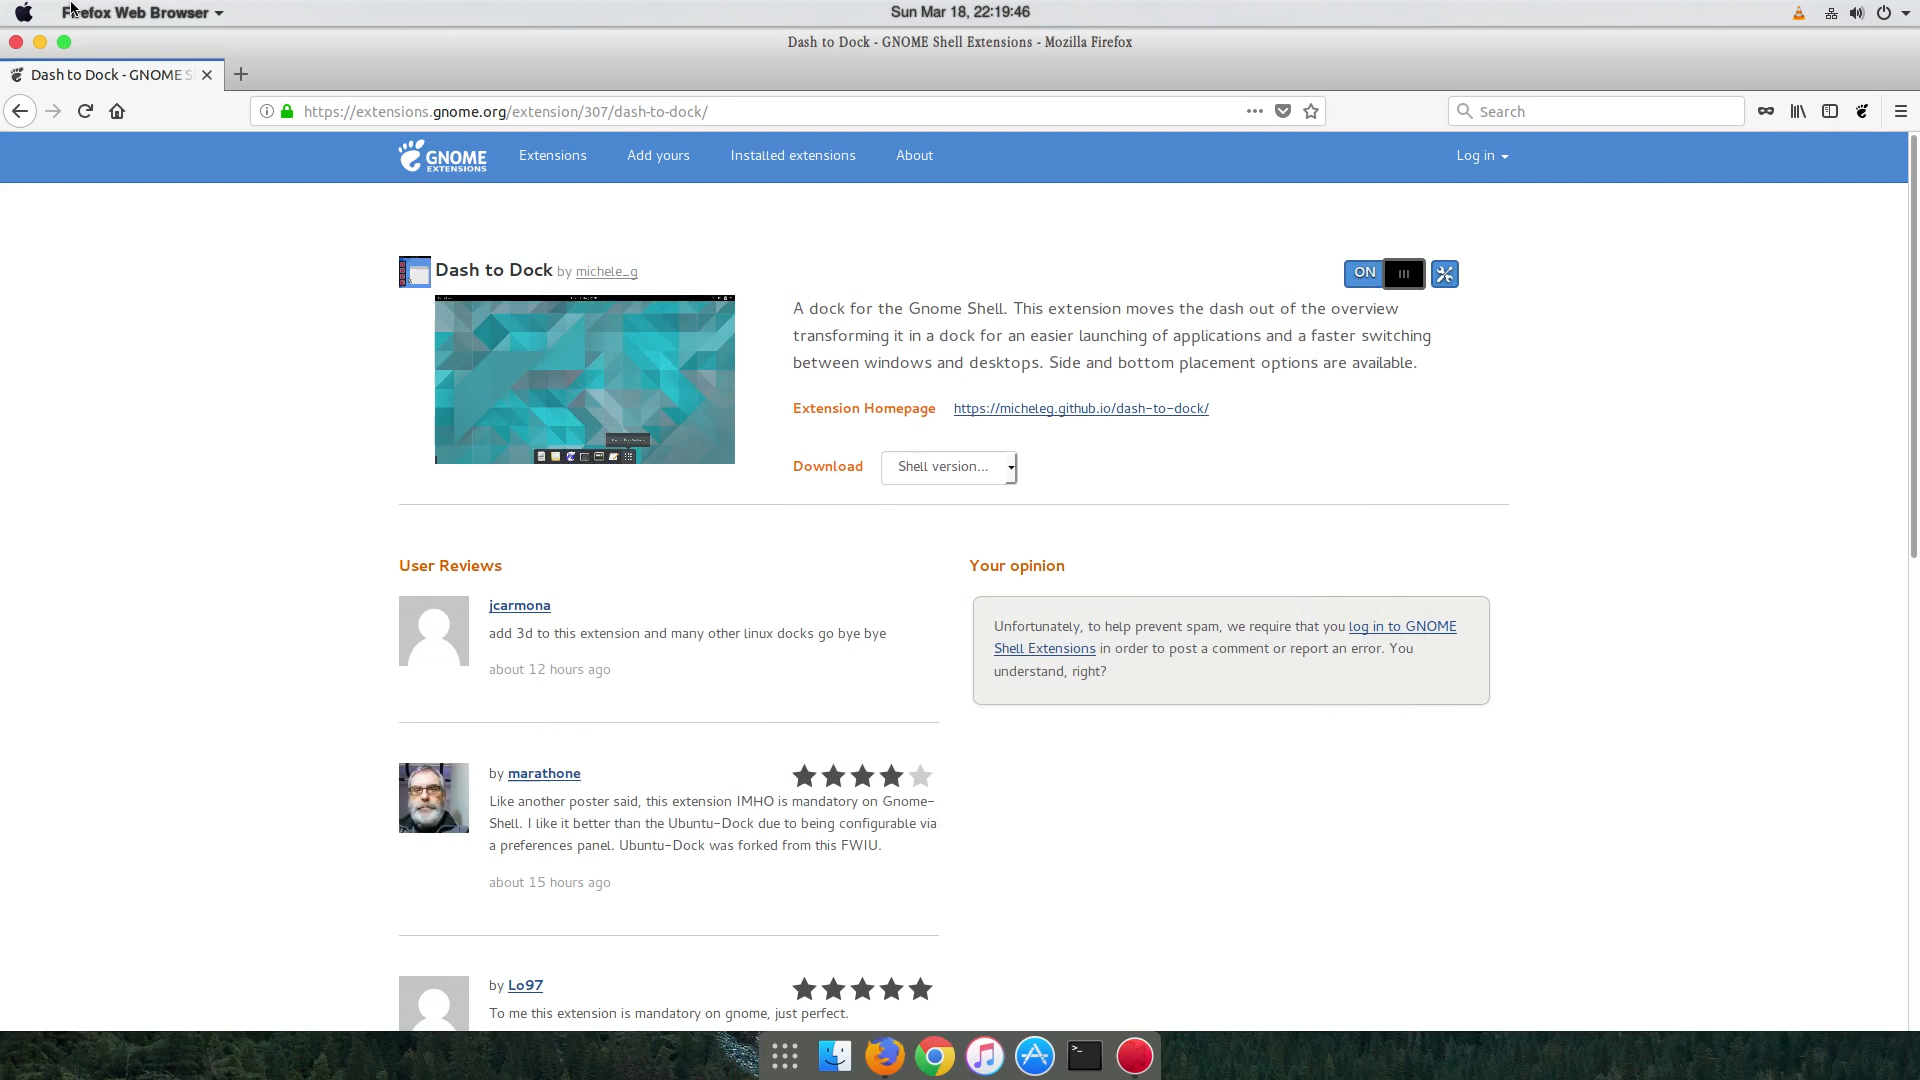 Firefox Web Browser
Sun Mar 18, 22:19:46
Dash to Dock - GNOME Shell Extensions - Mozilla Firefox
Dash to Dock - GNOME S
https://extensions.gnome.org/extension/307/dash-to-dock/
Search
GNOME EXTENSIONS
Extensions
Add yours
Installed extensions
About
Log in
Dash to Dock by michele_g
ON
A dock for the Gnome Shell. This extension moves the dash out of the overview
transforming it in a dock for an easier launching of applications and a faster switching
between windows and desktops. Side and bottom placement options are available.
Extension Homepage https://micheleg.github.io/dash-to-dock/
Download Shell version...
User Reviews
jcarmona
add 3d to this extension and many other linux docks go bye bye
about 12 hours ago
by marathone
Like another poster said, this extension IMHO is mandatory on Gnome-
Shell. I like it better than the Ubuntu-Dock due to being configurable via
a preferences panel. Ubuntu-Dock was forked from this FWIU.
about 15 hours ago
by Lo97
To me this extension is mandatory on gnome, just perfect.
Your opinion
Unfortunately, to help prevent spam, we require that you log in to GNOME
Shell Extensions in order to post a comment or report an error. You
understand, right?